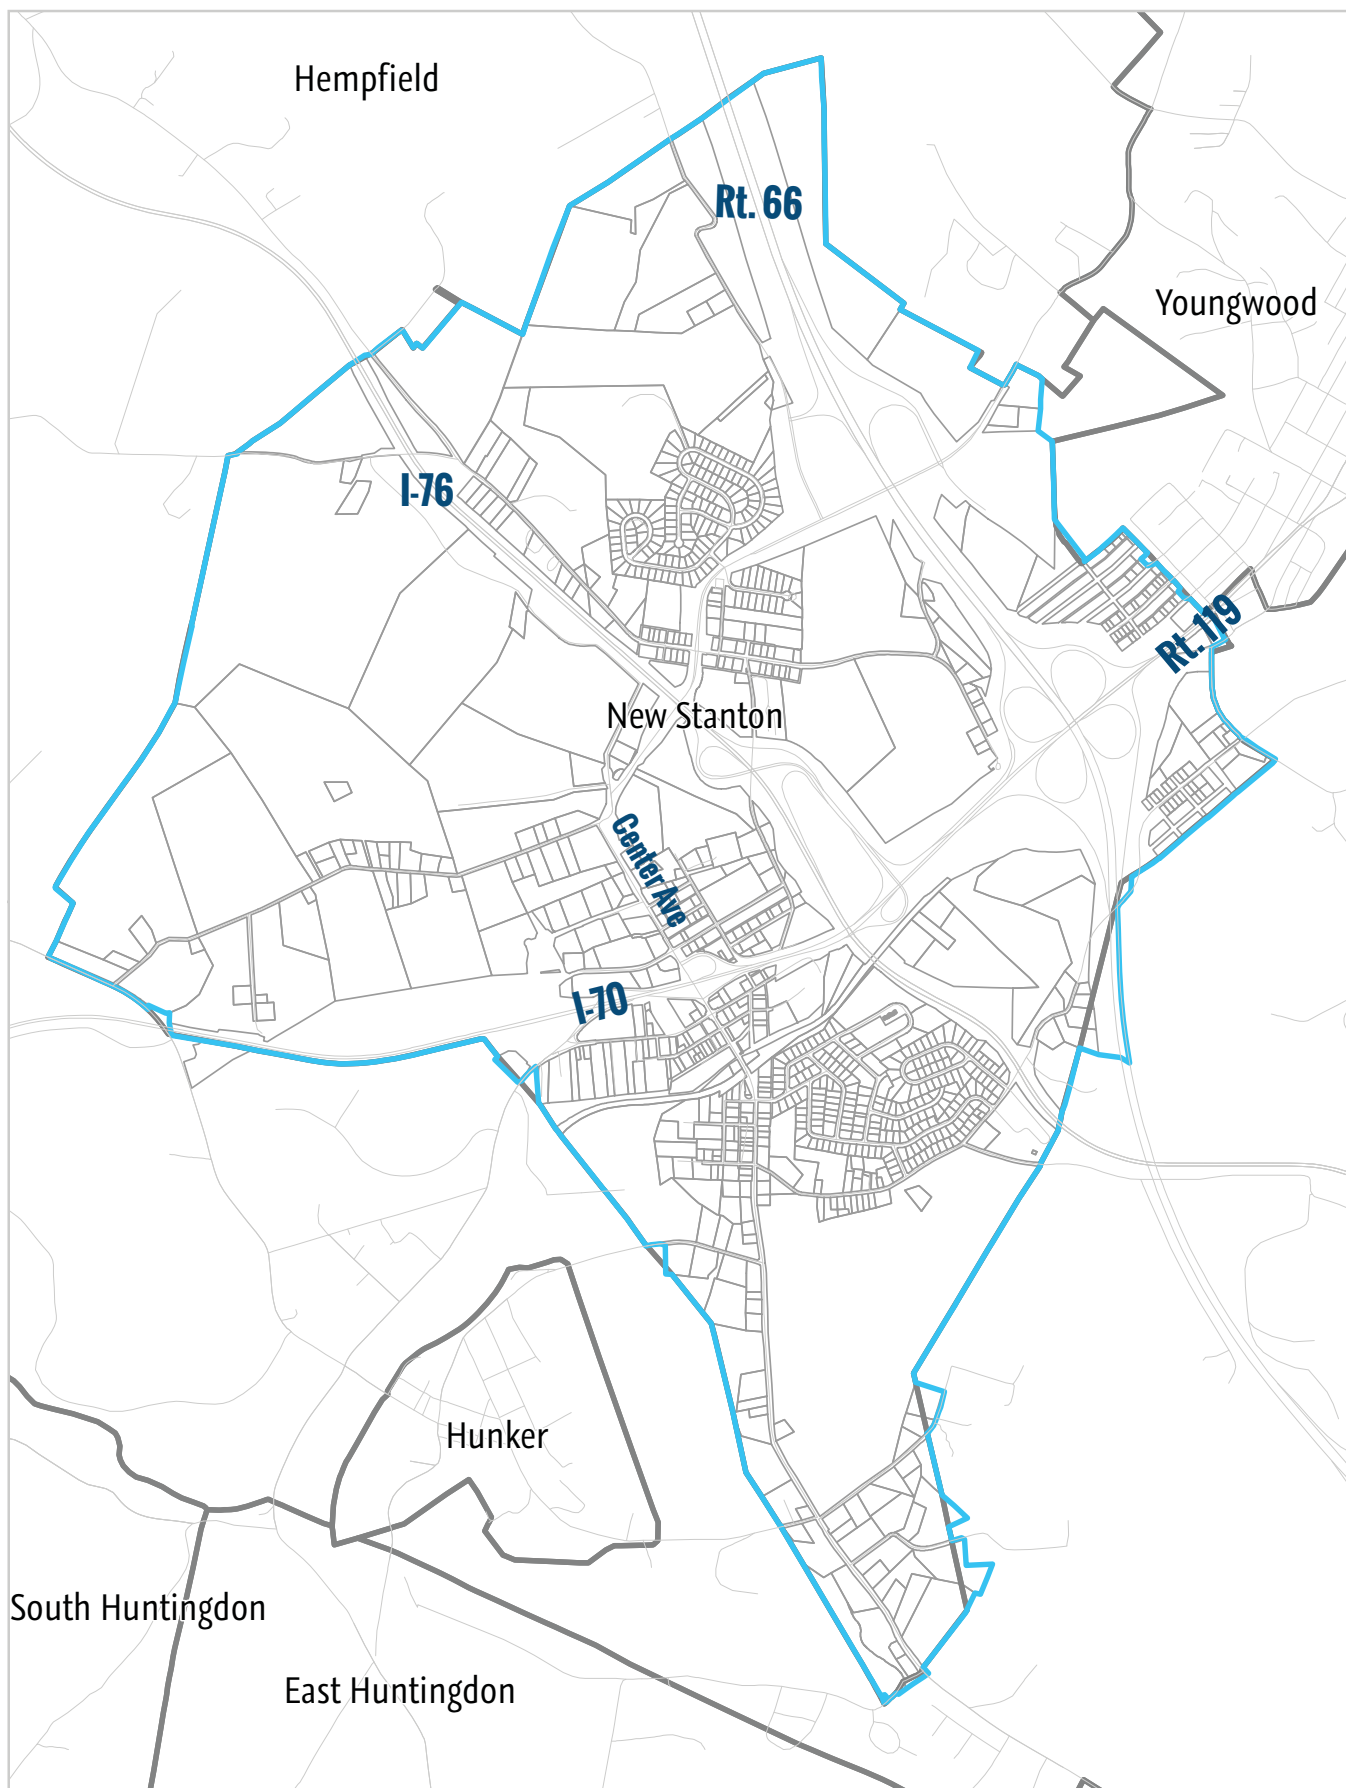 Hempfield
Rt. 66
Youngwood
I-76
Rt. 119
New Stanton
Center Ave
I-70
Hunker
South Huntingdon
East Huntingdon